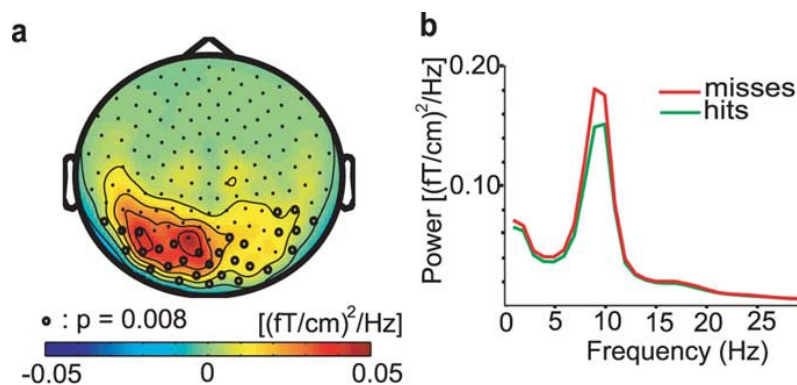 a
: p = 0.008
[(fT/cm)²/Hz]
-0.05 0 0.05
b
Power [(fT/cm)²/Hz]
0.20
0.10
misses
hits
0 5 10 15 20 25
Frequency (Hz)